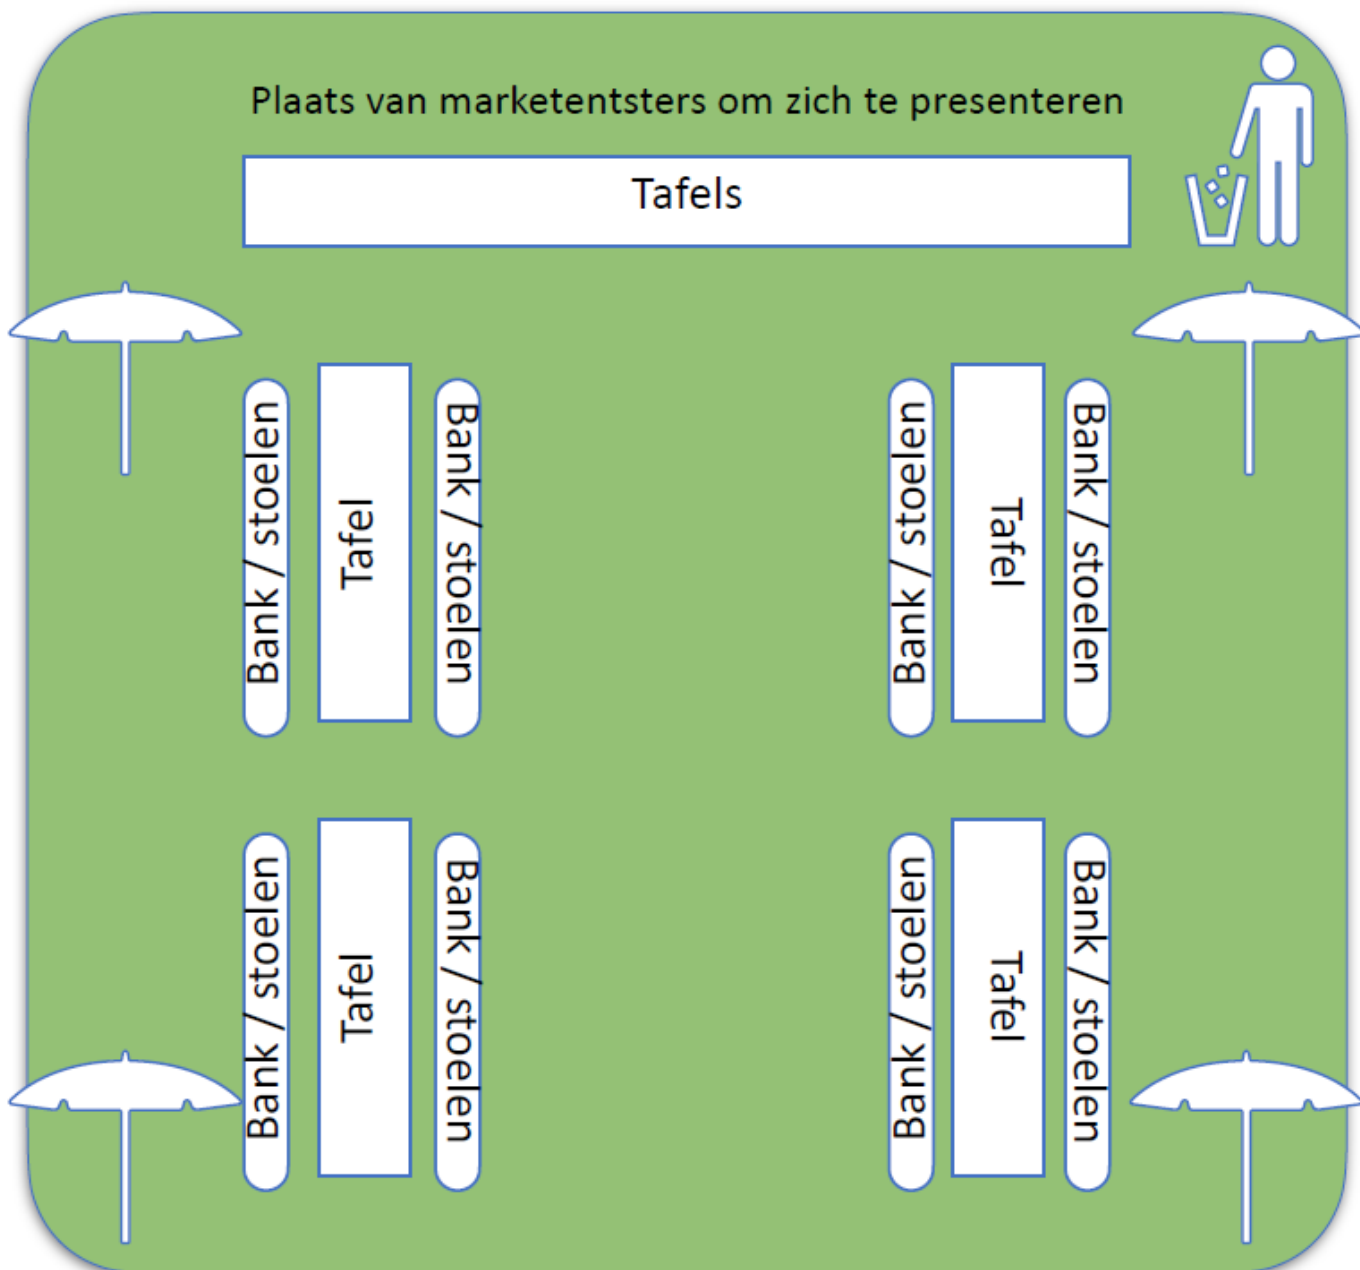 Plaats van marketentsters om zich te presenteren
Tafels
Bank / stoelen
Tafel
Bank / stoelen
Bank / stoelen
Tafel
Bank / stoelen
Bank / stoelen
Tafel
Bank / stoelen
Bank / stoelen
Tafel
Bank / stoelen